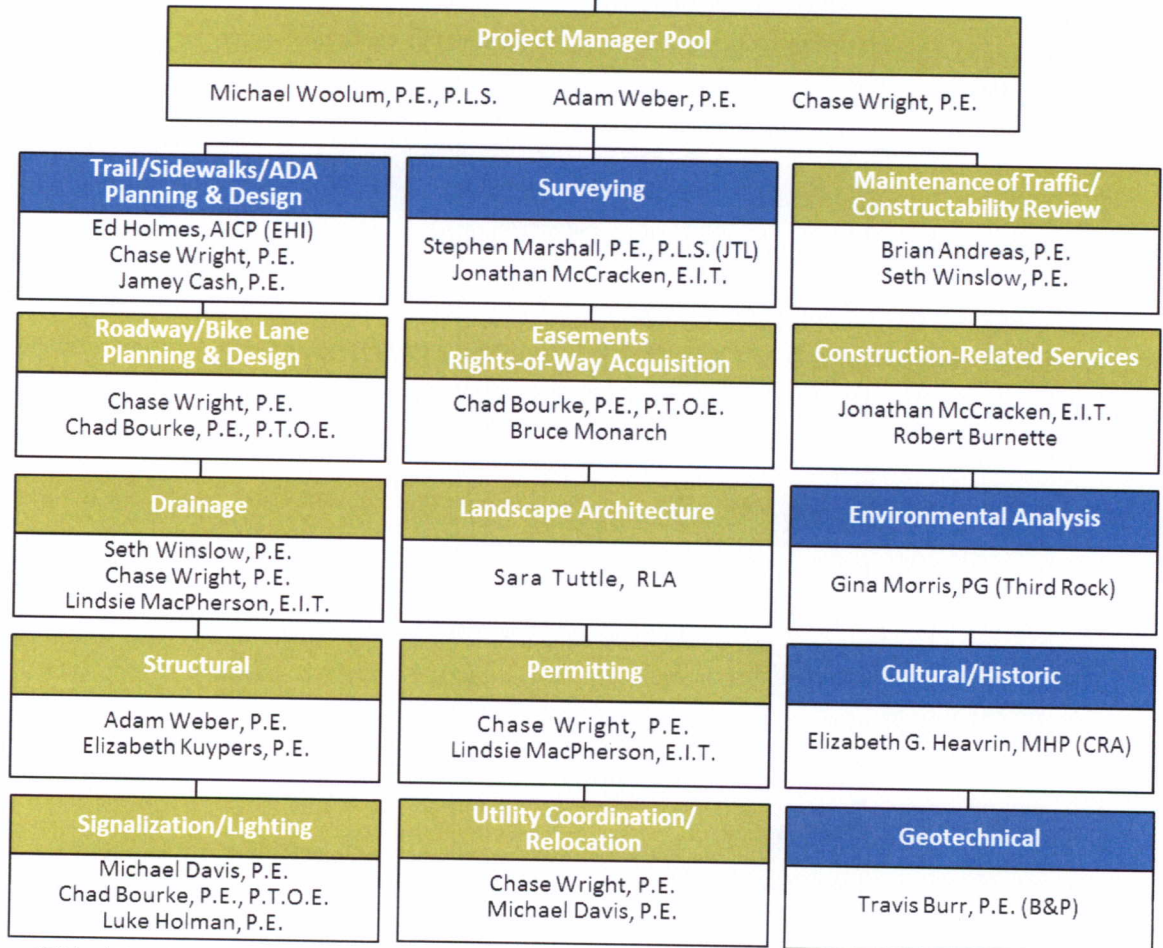 Project Manager Pool
Michael Woolum, P.E., P.L.S. Adam Weber, P.E. Chase Wright, P.E.
Trail/Sidewalks/ADA
Planning & Design
Ed Holmes, AICP (EHI)
Chase Wright, P.E.
Jamey Cash, P.E.
Roadway/Bike Lane
Planning & Design
Chase Wright, P.E.
Chad Bourke, P.E., P.T.O.E.
Drainage
Seth Winslow, P.E.
Chase Wright, P.E.
Lindsie MacPherson, E.I.T.
Structural
Adam Weber, P.E.
Elizabeth Kuypers, P.E.
Signalization/Lighting
Michael Davis, P.E.
Chad Bourke, P.E., P.T.O.E.
Luke Holman, P.E.
Surveying
Stephen Marshall, P.E., P.L.S. (JTL)
Jonathan McCracken, E.I.T.
Easements
Rights-of-Way Acquisition
Chad Bourke, P.E., P.T.O.E.
Bruce Monarch
Landscape Architecture
Sara Tuttle, RLA
Permitting
Chase Wright, P.E.
Lindsie MacPherson, E.I.T.
Utility Coordination/
Relocation
Chase Wright, P.E.
Michael Davis, P.E.
Maintenance of Traffic/
Constructability Review
Brian Andreas, P.E.
Seth Winslow, P.E.
Construction-Related Services
Jonathan McCracken, E.I.T.
Robert Burnette
Environmental Analysis
Gina Morris, PG (Third Rock)
Cultural/Historic
Elizabeth G. Heavrin, MHP (CRA)
Geotechnical
Travis Burr, P.E. (B&P)